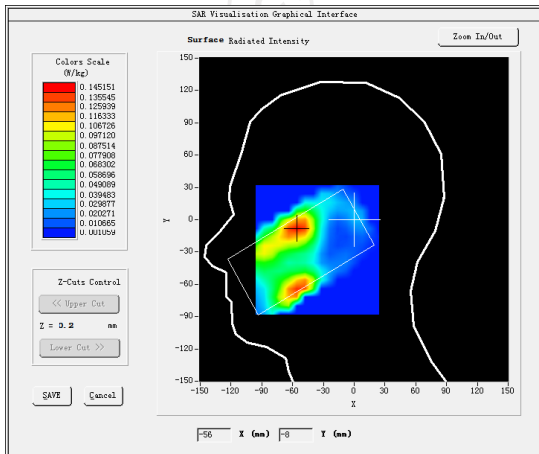 SAR Visualisation Graphical Interface
Surface Radiated Intensity
Zoom In/Out
Colors Scale
(W/kg)
0.145151
0.135545
0.125939
0.116333
0.106726
0.097120
0.087514
0.077908
0.068302
0.058696
0.049089
0.039483
0.029877
0.020271
0.010665
0.001059
Z-Cuts Control
<< Upper Cut
Z = 0.2 mm
Lower Cut >>
SAVE Cancel
150-
120-
90-
60-
30-
0-
-30-
-60-
-90-
-120-
-150-
Y
-150 -120 -90 -60 -30 0 30 60 90 120 150
X
-56 X (mm) -8 Y (mm)